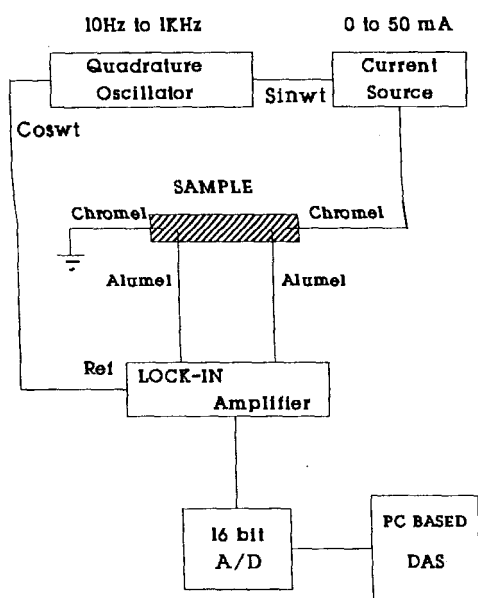 10Hz to 1KHz
0 to 50 mA
Quadrature
Oscillator
Sinwt
Current
Source
Coswt
SAMPLE
Chromel
Chromel
Alumel
Alumel
Ref
LOCK-IN
Amplifier
16 bit
A/D
PC BASED
DAS